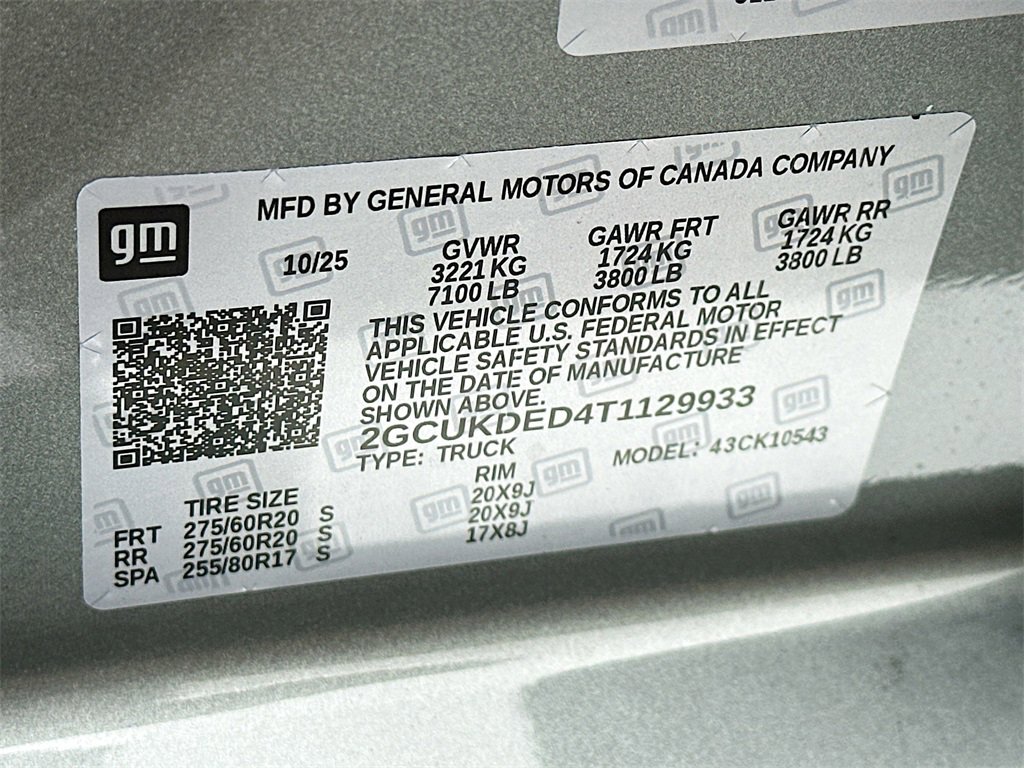 gm
MFD BY GENERAL MOTORS OF CANADA COMPANY
10/25
GVWR
3221 KG
7100 LB
GAWR FRT
1724 KG
3800 LB
GAWR RR
1724 KG
3800 LB
THIS VEHICLE CONFORMS TO ALL
APPLICABLE U.S. FEDERAL MOTOR
VEHICLE SAFETY STANDARDS IN EFFECT
ON THE DATE OF MANUFACTURE
SHOWN ABOVE.
2GCUKDED4T1129933
TYPE: TRUCK
MODEL: 43CK10543
TIRE SIZE RIM
FRT 275/60R20 S 20X9J
RR 275/60R20 S 20X9J
SPA 255/80R17 S 17X8J